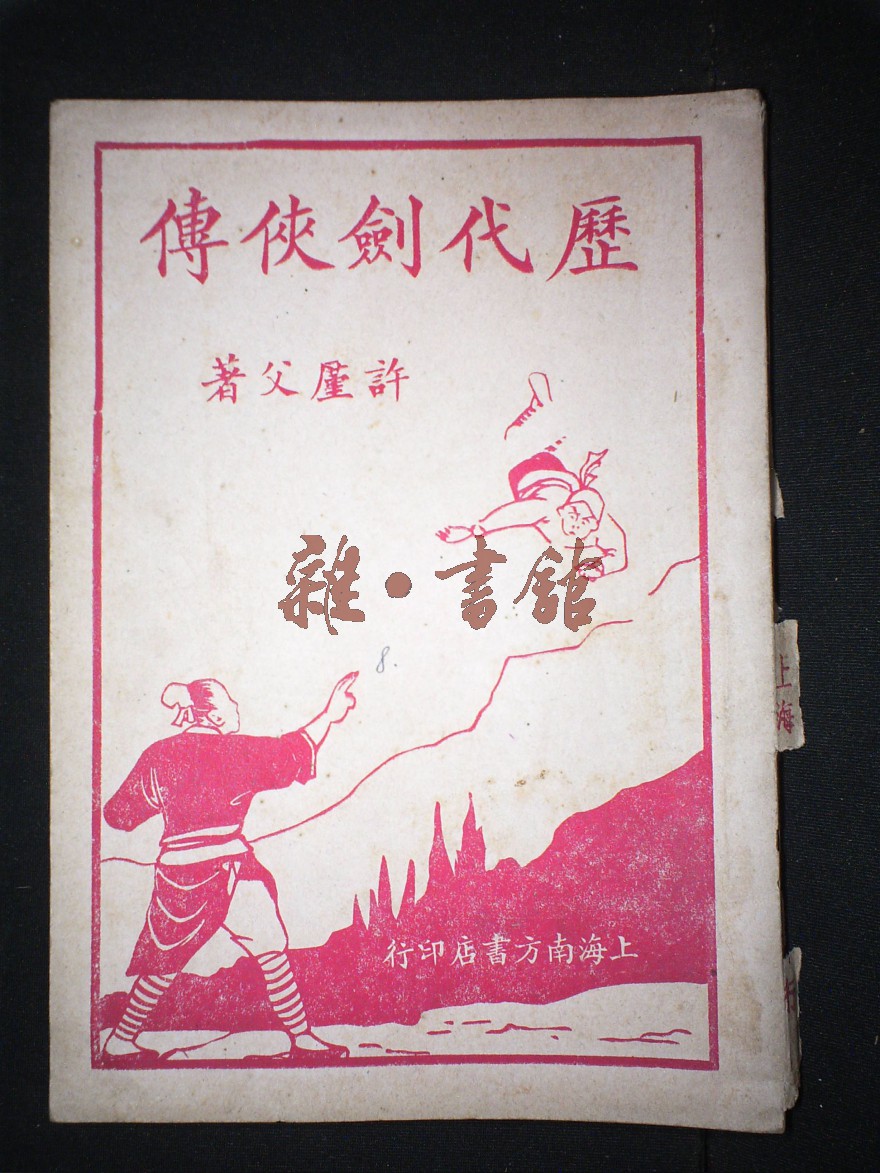 歷代劍俠傳
許厪父著
雜•書館
8.
上海
上海南方書店印行